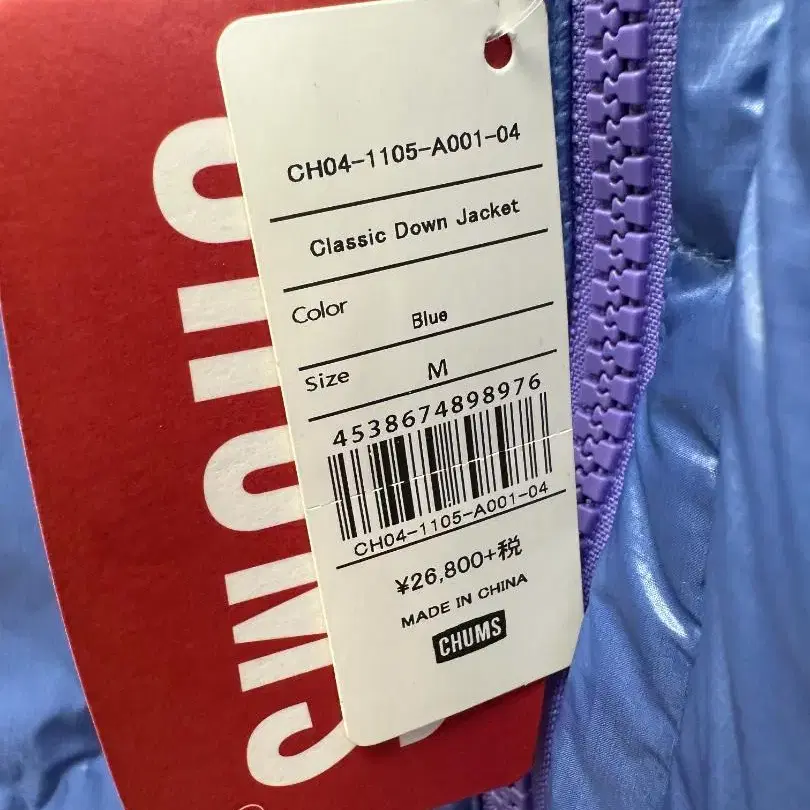 CH04-1105-A001-04
Classic Down Jacket
Color Blue
Size M
4538674898976
CH04-1105-A001-04
¥26,800+税
MADE IN CHINA
CHUMS
CHUMS